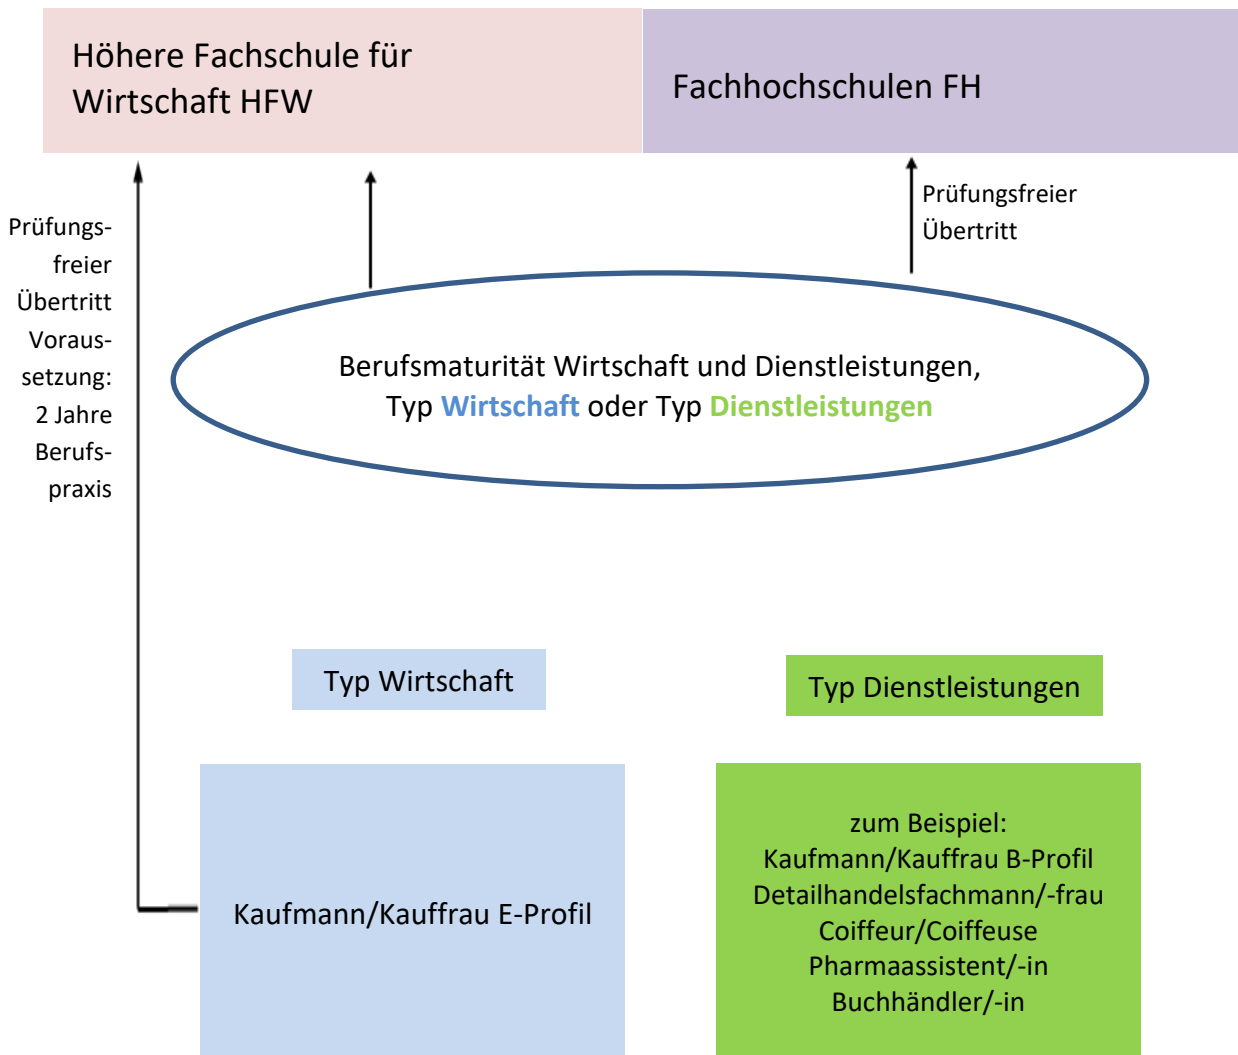 Höhere Fachschule für
Wirtschaft HFW
Fachhochschulen FH
Prüfungs-
freier
Übertritt
Voraus-
setzung:
2 Jahre
Berufs-
praxis
Prüfungsfreier
Übertritt
Berufsmaturität Wirtschaft und Dienstleistungen,
Typ Wirtschaft oder Typ Dienstleistungen
Typ Wirtschaft
Typ Dienstleistungen
Kaufmann/Kauffrau E-Profil
zum Beispiel:
Kaufmann/Kauffrau B-Profil
Detailhandelsfachmann/-frau
Coiffeur/Coiffeuse
Pharmaassistent/-in
Buchhändler/-in